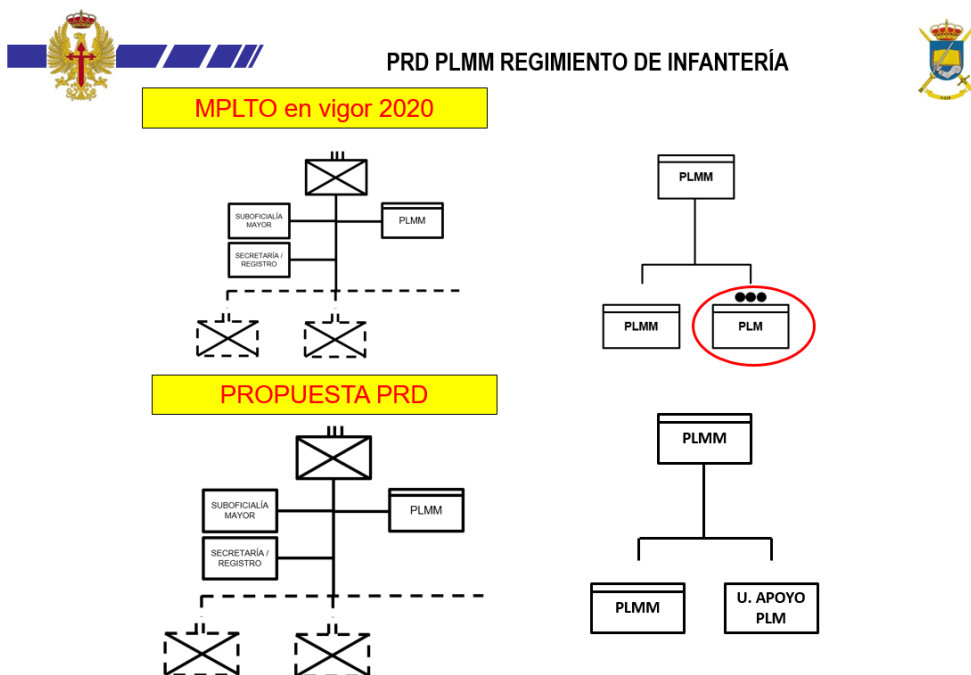 PRD PLMM REGIMIENTO DE INFANTERÍA
MPLTO en vigor 2020
SUBOFICIALÍA
MAYOR
PLMM
SECRETARÍA /
REGISTRO
PLMM
PLMM
PLM
PROPUESTA PRD
SUBOFICIALÍA
MAYOR
PLMM
SECRETARÍA /
REGISTRO
PLMM
PLMM
U. APOYO
PLM